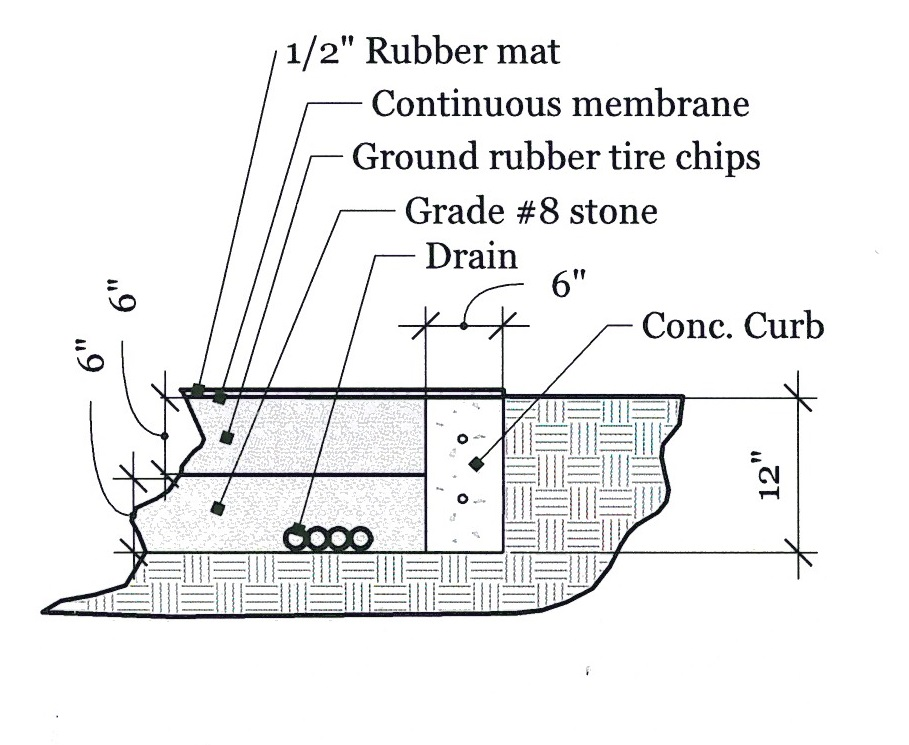 1/2" Rubber mat
Continuous membrane
Ground rubber tire chips
Grade #8 stone
Drain
6"
Conc. Curb
6"
6"
12"